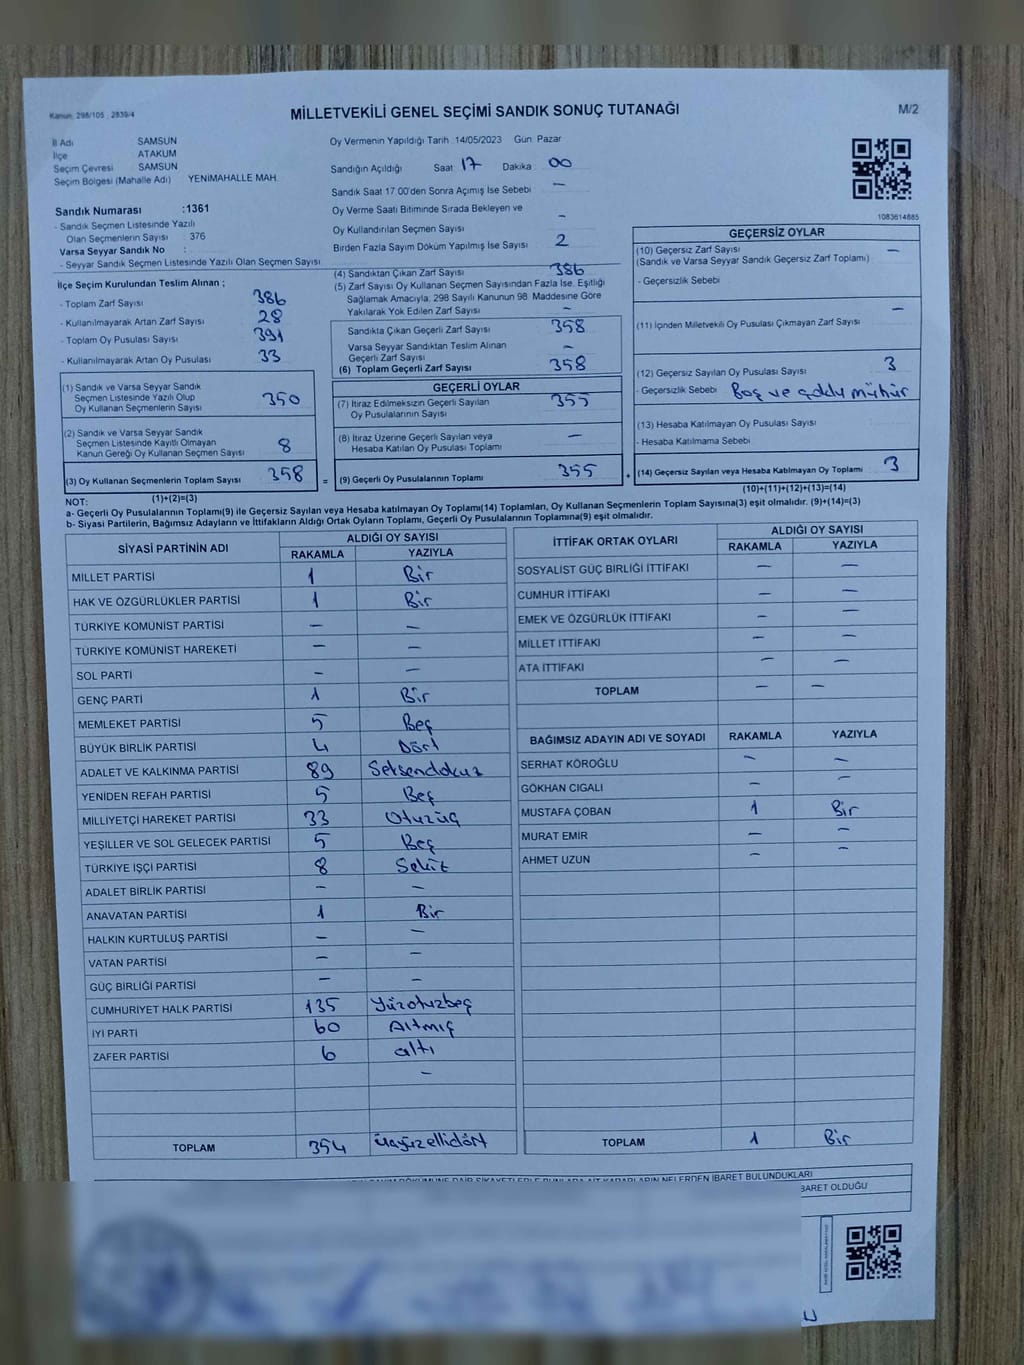 Kanun. 298/105 , 2839/4
MİLLETVEKİLİ GENEL SEÇİMİ SANDIK SONUÇ TUTANAĞI
M/2
İl Adı SAMSUN
İlçe ATAKUM
Seçim Çevresi SAMSUN
Seçim Bölgesi (Mahalle Adı) YENİMAHALLE MAH.
Oy Vermenin Yapıldığı Tarih 14/05/2023 Gün Pazar
Sandığın Açıldığı Saat 17 Dakika 00
Sandık Saat 17 00'den Sonra Açımış İse Sebebi —
Oy Verme Saati Bitiminde Sırada Bekleyen ve
Oy Kullandırılan Seçmen Sayısı –
Birden Fazla Sayım Döküm Yapılmış İse Sayısı 2
1083614885
Sandık Numarası :1361
- Sandık Seçmen Listesinde Yazılı
Olan Seçmenlerin Sayısı : 376
Varsa Seyyar Sandık No :
- Seyyar Sandık Seçmen Listesinde Yazılı Olan Seçmen Sayısı
İlçe Seçim Kurulundan Teslim Alınan ;
- Toplam Zarf Sayısı 386
- Kullanılmayarak Artan Zarf Sayısı 28
- Toplam Oy Pusulası Sayısı 391
- Kullanılmayarak Artan Oy Pusulası 33
(1) Sandık ve Varsa Seyyar Sandık
Seçmen Listesinde Yazılı Olup
Oy Kullanan Seçmenlerin Sayısı 350
(2) Sandık ve Varsa Seyyar Sandık
Seçmen Listesinde Kayıtlı Olmayan
Kanun Gereği Oy Kullanan Seçmen Sayısı 8
(3) Oy Kullanan Seçmenlerin Toplam Sayısı 358
(1)+(2)=(3)
(4) Sandıktan Çıkan Zarf Sayısı 386
(5) Zarf Sayısı Oy Kullanan Seçmen Sayısından Fazla İse, Eşitliği
Sağlamak Amacıyla; 298 Sayılı Kanunun 98. Maddesine Göre
Yakılarak Yok Edilen Zarf Sayısı –
Sandıkta Çıkan Geçerli Zarf Sayısı 358
Varsa Seyyar Sandıktan Teslim Alınan
Geçerli Zarf Sayısı –
(6) Toplam Geçerli Zarf Sayısı 358
GEÇERLİ OYLAR
(7) İtiraz Edilmeksizin Geçerli Sayılan
Oy Pusulalarının Sayısı 355
(8) İtiraz Üzerine Geçerli Sayılan veya
Hesaba Katılan Oy Pusulası Toplamı —
= (9) Geçerli Oy Pusulalarının Toplamı 355
GEÇERSİZ OYLAR
(10) Geçersiz Zarf Sayısı —
(Sandık ve Varsa Seyyar Sandık Geçersiz Zarf Toplamı)
- Geçersizlik Sebebi
(11) İçinden Milletvekili Oy Pusulası Çıkmayan Zarf Sayısı —
(12) Geçersiz Sayılan Oy Pusulası Sayısı 3
- Geçersizlik Sebebi Boş ve çoklu mühür
(13) Hesaba Katılmayan Oy Pusulası Sayısı
- Hesaba Katılmama Sebebi
+ (14) Geçersiz Sayılan veya Hesaba Katılmayan Oy Toplamı 3
(10)+(11)+(12)+(13)=(14)
NOT:
a- Geçerli Oy Pusulalarının Toplamı(9) ile Geçersiz Sayılan veya Hesaba katılmayan Oy Pusulası(14) Toplamları, Oy Kullanan Seçmenlerin Toplam Sayısına(3) eşit olmalıdır. (9)+(14)=(3)
b- Siyasi Partilerin, Bağımsız Adayların ve İttifakların Aldığı Ortak Oyların Toplamı, Geçerli Oy Pusulalarının Toplamına(9) eşit olmalıdır.
SİYASİ PARTİNİN ADI ALDIĞI OY SAYISI
RAKAMLA YAZIYLA
MİLLET PARTİSİ 1 Bir
HAK VE ÖZGÜRLÜKLER PARTİSİ 1 Bir
TÜRKİYE KOMÜNİST PARTİSİ — —
TÜRKİYE KOMÜNİST HAREKETİ — —
SOL PARTİ — —
GENÇ PARTİ 1 Bir
MEMLEKET PARTİSİ 5 Beş
BÜYÜK BİRLİK PARTİSİ 4 Dört
ADALET VE KALKINMA PARTİSİ 89 Seksendokuz
YENİDEN REFAH PARTİSİ 5 Beş
MİLLİYETÇİ HAREKET PARTİSİ 33 Otuzüç
YEŞİLLER VE SOL GELECEK PARTİSİ 5 Beş
TÜRKİYE İŞÇİ PARTİSİ 8 Sekiz
ADALET BİRLİK PARTİSİ — —
ANAVATAN PARTİSİ 1 Bir
HALKIN KURTULUŞ PARTİSİ — —
VATAN PARTİSİ — —
GÜÇ BİRLİĞİ PARTİSİ — —
CUMHURİYET HALK PARTİSİ 135 Yüzotuzbeş
İYİ PARTİ 60 Altmış
ZAFER PARTİSİ 6 altı
—
TOPLAM 354 üçyüzellidört
İTTİFAK ORTAK OYLARI ALDIĞI OY SAYISI
RAKAMLA YAZIYLA
SOSYALİST GÜÇ BİRLİĞİ İTTİFAKI — —
CUMHUR İTTİFAKI — —
EMEK VE ÖZGÜRLÜK İTTİFAKI — —
MİLLET İTTİFAKI — —
ATA İTTİFAKI — —
TOPLAM — —
BAĞIMSIZ ADAYIN ADI VE SOYADI RAKAMLA YAZIYLA
SERHAT KÖROĞLU — —
GÖKHAN CIGALI — —
MUSTAFA ÇOBAN 1 Bir
MURAT EMİR — —
AHMET UZUN — —
TOPLAM 1 Bir
NELERDEN İBARET BULUNDUKLARI
BARET OLDUĞU